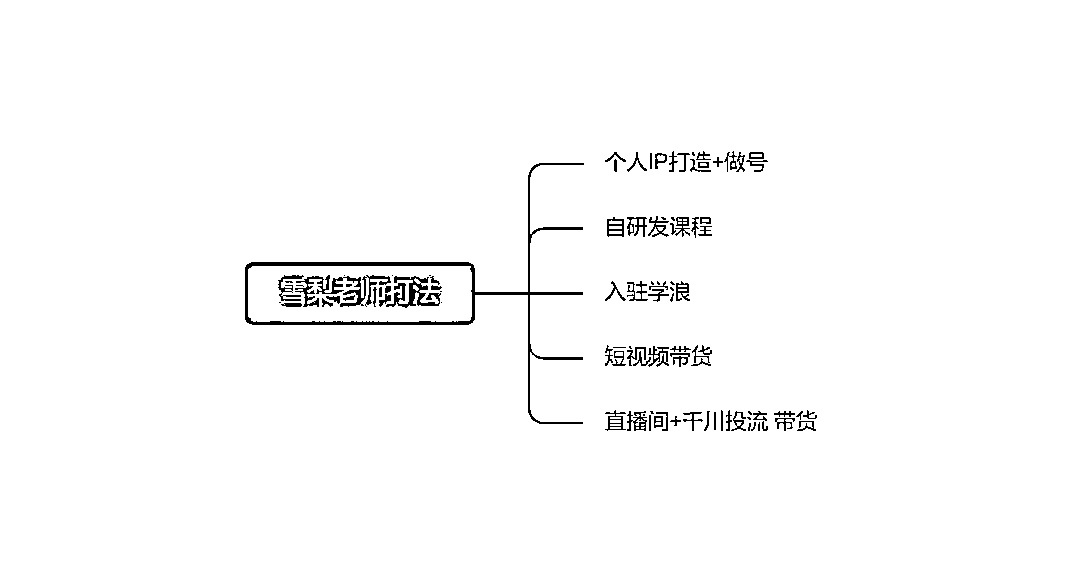 个人IP打造+做号
自研发课程
雪梨老师打法
入驻学浪
短视频带货
直播间+千川投流 带货